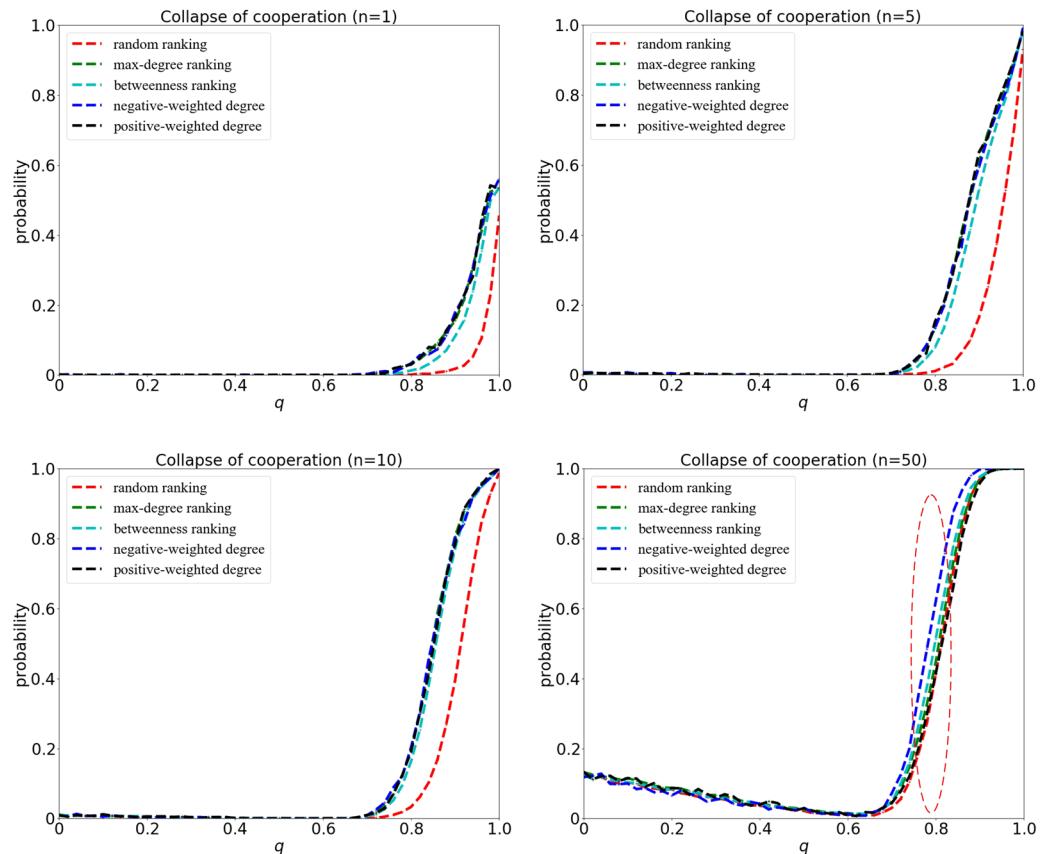 Collapse of cooperation (n=1)
1.0
0.8
0.6
0.4
0.2
0
probability
random ranking
max-degree ranking
betweenness ranking
negative-weighted degree
positive-weighted degree
0 0.2 0.4 0.6 0.8 1.0
q
Collapse of cooperation (n=5)
1.0
0.8
0.6
0.4
0.2
0
probability
random ranking
max-degree ranking
betweenness ranking
negative-weighted degree
positive-weighted degree
0 0.2 0.4 0.6 0.8 1.0
q
Collapse of cooperation (n=10)
1.0
0.8
0.6
0.4
0.2
0
probability
random ranking
max-degree ranking
betweenness ranking
negative-weighted degree
positive-weighted degree
0 0.2 0.4 0.6 0.8 1.0
q
Collapse of cooperation (n=50)
1.0
0.8
0.6
0.4
0.2
0
probability
random ranking
max-degree ranking
betweenness ranking
negative-weighted degree
positive-weighted degree
0 0.2 0.4 0.6 0.8 1.0
q